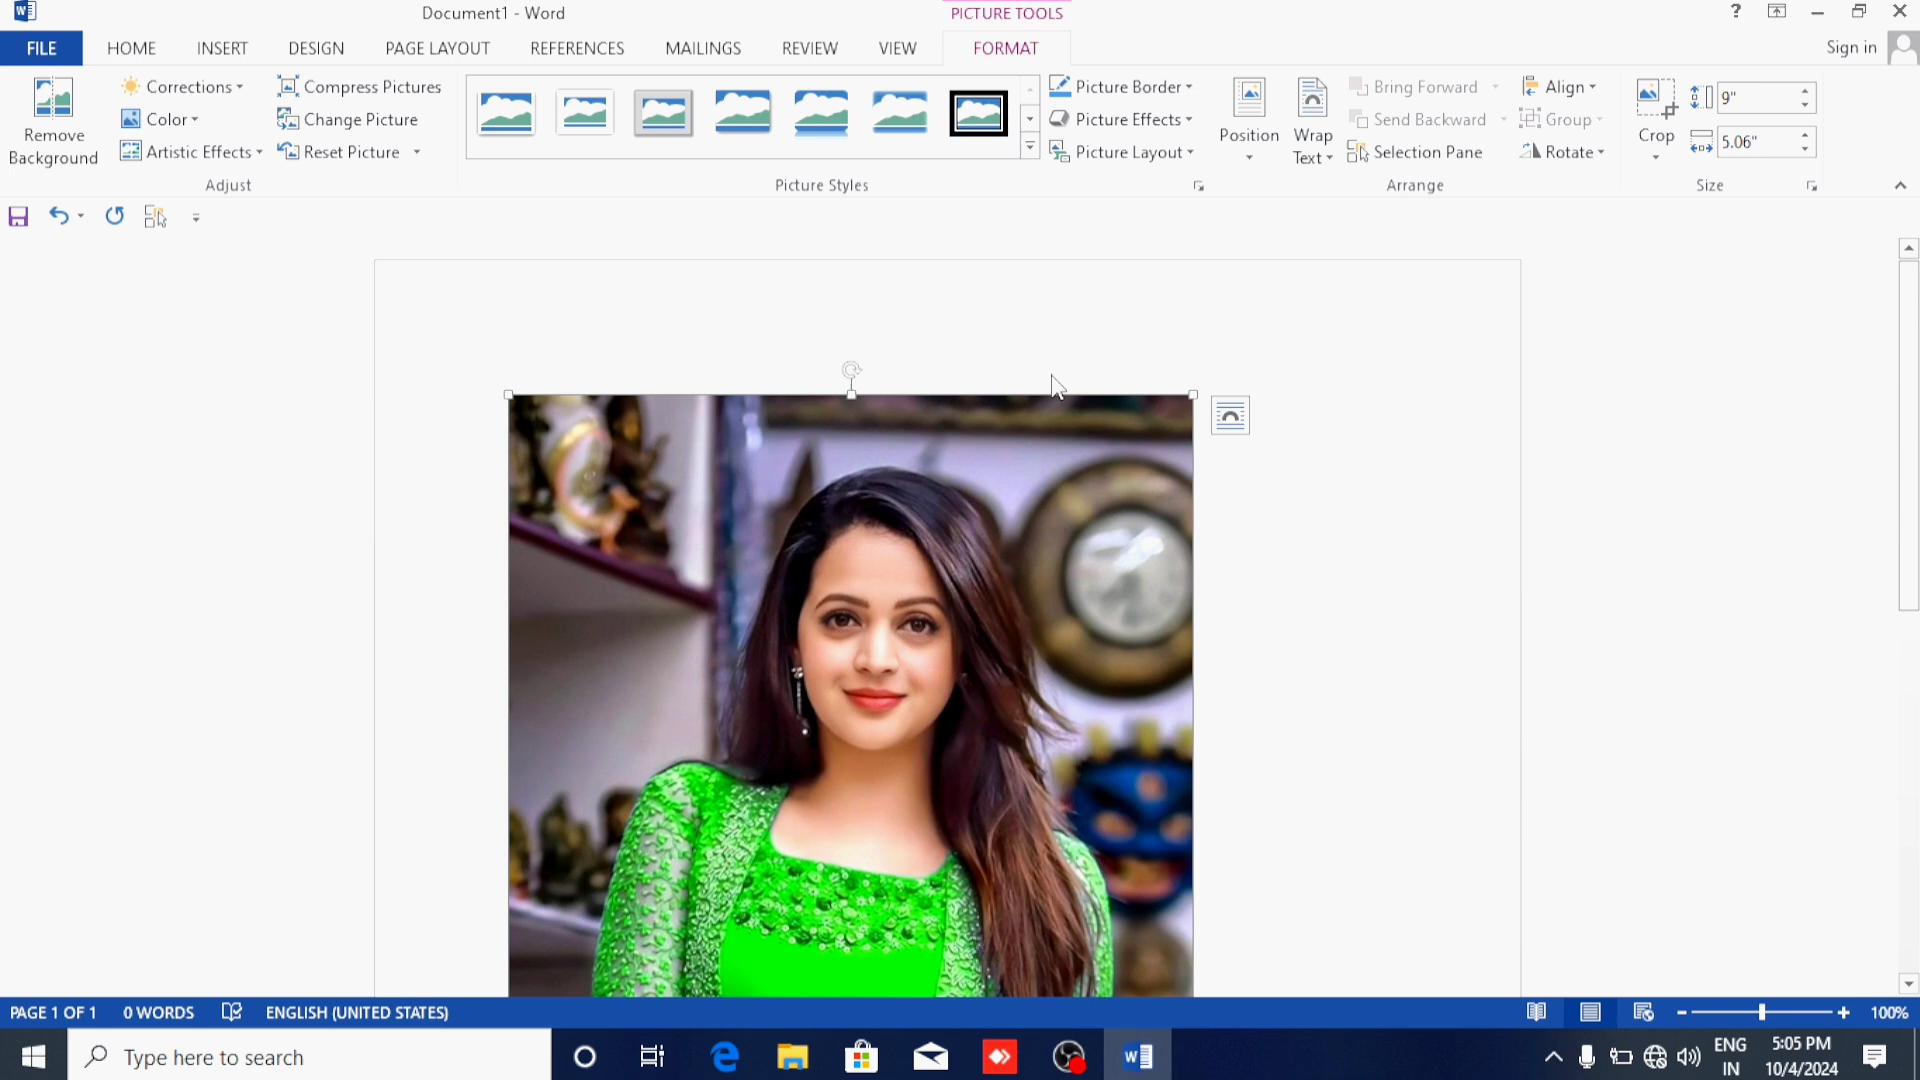 Document1 - Word
PICTURE TOOLS
?
FILE
HOME
INSERT
DESIGN
PAGE LAYOUT
REFERENCES
MAILINGS
REVIEW
VIEW
FORMAT
Sign in
Remove
Background
Corrections
Color
Artistic Effects
Compress Pictures
Change Picture
Reset Picture
Adjust
Picture Styles
Picture Border
Picture Effects
Picture Layout
Position
Wrap
Text
Bring Forward
Send Backward
Selection Pane
Align
Group
Rotate
Arrange
Crop
9"
5.06"
Size
PAGE 1 OF 1
0 WORDS
ENGLISH (UNITED STATES)
100%
Type here to search
ENG
IN
5:05 PM
10/4/2024